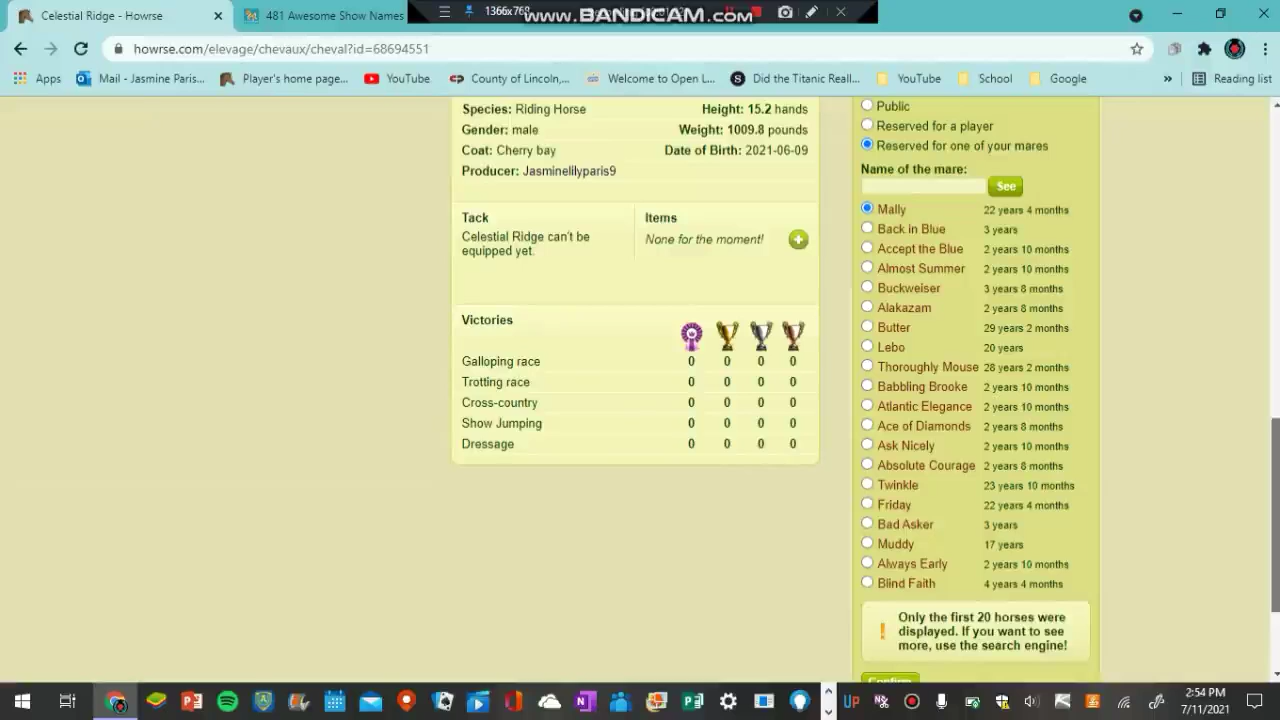 Celestial Ridge - Howrse
481 Awesome Show Names
1366x768
www.BANDICAM.com
howrse.com/elevage/chevaux/cheval?id=68694551
Apps
Mail - Jasmine Paris...
Player's home page...
YouTube
County of Lincoln,...
Welcome to Open L...
Did the Titanic Reall...
YouTube
School
Google
»
Reading list
Species: Riding Horse
Height: 15.2 hands
Gender: male
Weight: 1009.8 pounds
Coat: Cherry bay
Date of Birth: 2021-06-09
Producer: Jasminelilyparis9
Tack
Celestial Ridge can't be
equipped yet.
Items
None for the moment!
Victories
Galloping race 0 0 0 0
Trotting race 0 0 0 0
Cross-country 0 0 0 0
Show Jumping 0 0 0 0
Dressage 0 0 0 0
Public
Reserved for a player
Reserved for one of your mares
Name of the mare:
See
Mally 22 years 4 months
Back in Blue 3 years
Accept the Blue 2 years 10 months
Almost Summer 2 years 10 months
Buckweiser 3 years 8 months
Alakazam 2 years 8 months
Butter 29 years 2 months
Lebo 20 years
Thoroughly Mouse 28 years 2 months
Babbling Brooke 2 years 10 months
Atlantic Elegance 2 years 10 months
Ace of Diamonds 2 years 8 months
Ask Nicely 2 years 10 months
Absolute Courage 2 years 8 months
Twinkle 23 years 10 months
Friday 22 years 4 months
Bad Asker 3 years
Muddy 17 years
Always Early 2 years 10 months
Blind Faith 4 years 4 months
Only the first 20 horses were
displayed. If you want to see
more, use the search engine!
Confirm
2:54 PM
7/11/2021